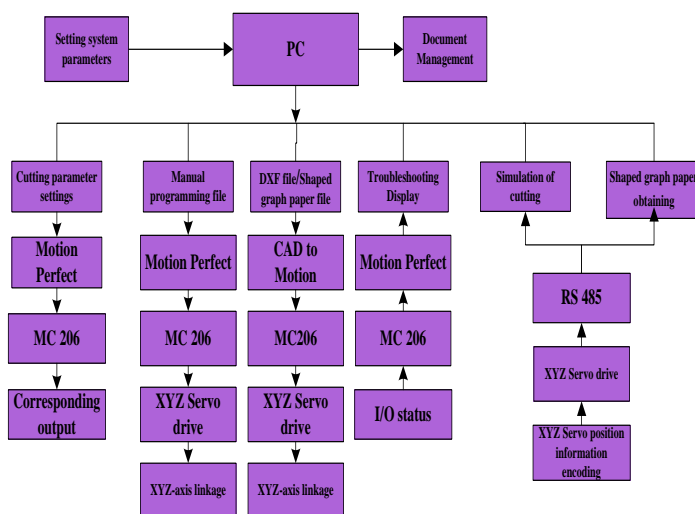 Setting system
parameters
PC
Document
Management
Cutting parameter
settings
Manual
programming file
DXF file/Shaped
graph paper file
Troubleshooting
Display
Simulation of
cutting
Shaped graph paper
obtaining
Motion
Perfect
Motion Perfect
CAD to
Motion
Motion Perfect
RS 485
MC 206
MC 206
MC206
MC 206
XYZ Servo drive
Corresponding
output
XYZ Servo
drive
XYZ Servo
drive
I/O status
XYZ Servo position
information
encoding
XYZ-axis linkage
XYZ-axis linkage